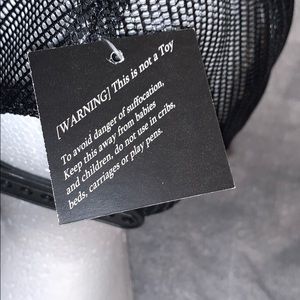 [WARNING] This is not a Toy
To avoid danger of suffocation,
Keep this away from babies
and children, do not use in cribs,
beds, carriages or play pens.